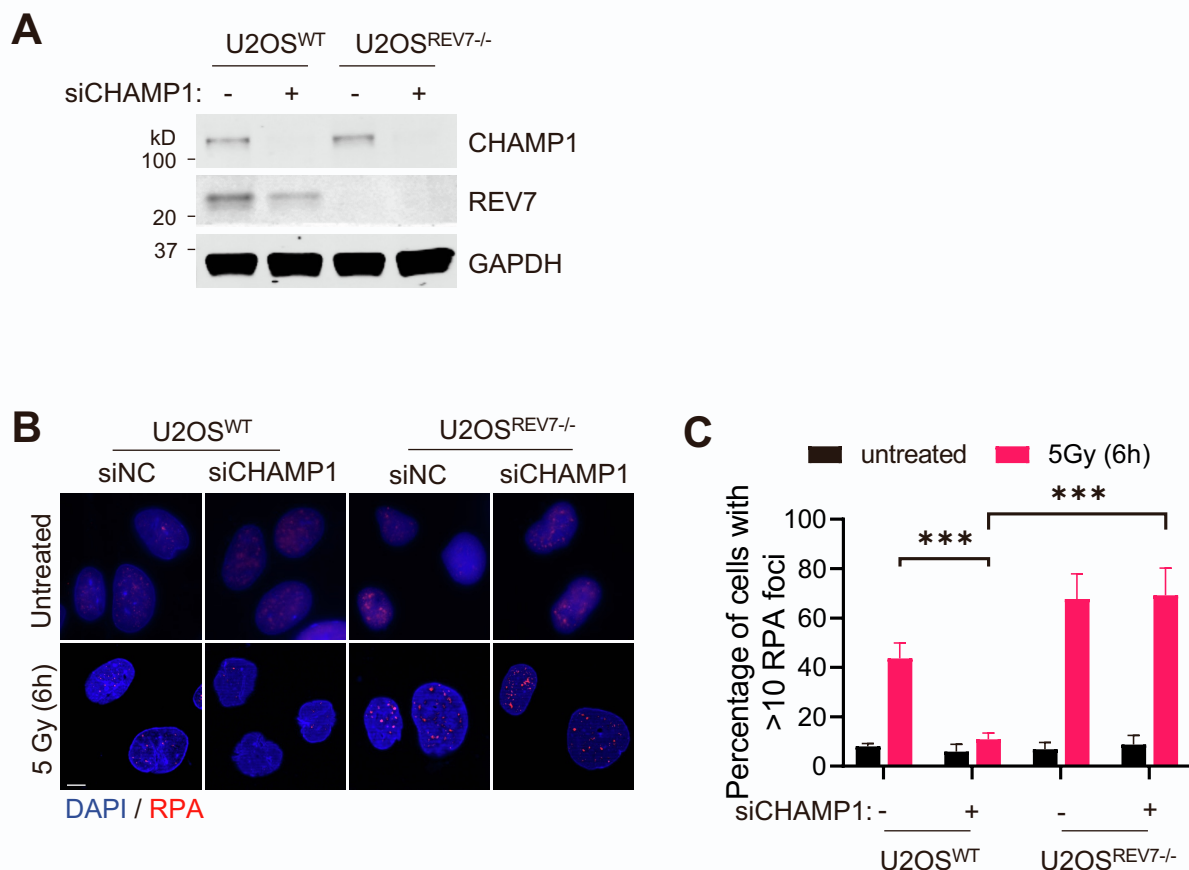 A
U2OSWT U2OSREV7-/-
siCHAMP1: - + - +
kD
100
CHAMP1
20
REV7
37
GAPDH
B
U2OSWT U2OSREV7-/-
siNC siCHAMP1 siNC siCHAMP1
Untreated
5 Gy (6h)
DAPI / RPA
C
untreated 5Gy (6h)
*** ***
Percentage of cells with
>10 RPA foci
100
80
60
40
20
0
siCHAMP1: - + - +
U2OSWT U2OSREV7-/-